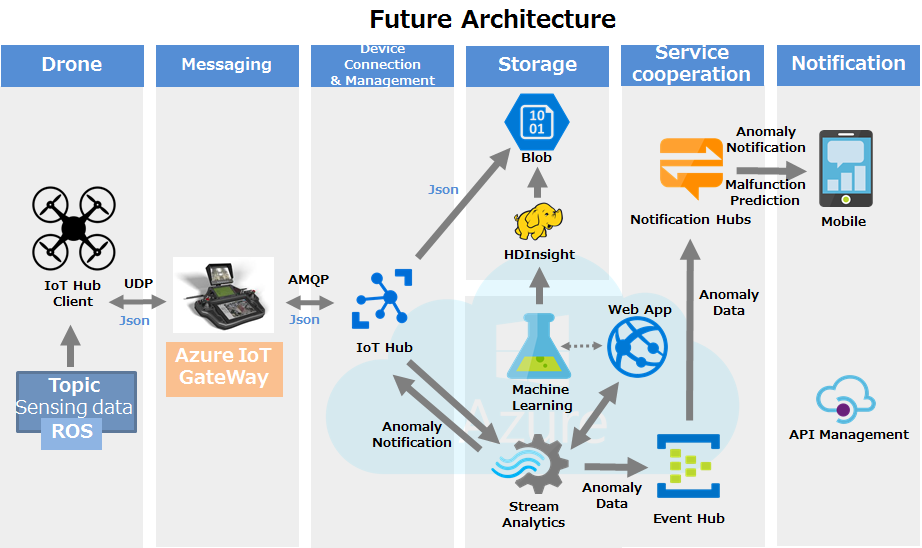 Future Architecture
Drone
Messaging
Device
Connection
& Management
Storage
Service
cooperation
Notification
10
01
Blob
Json
HDInsight
Anomaly
Notification
Malfunction
Prediction
Notification Hubs
Mobile
IoT Hub
Client
UDP
Json
AMQP
Json
Azure IoT
GateWay
IoT Hub
Web App
Anomaly
Data
Machine
Learning
Topic
Sensing data
ROS
Anomaly
Notification
Azure
API Management
Stream
Analytics
Anomaly
Data
Event Hub